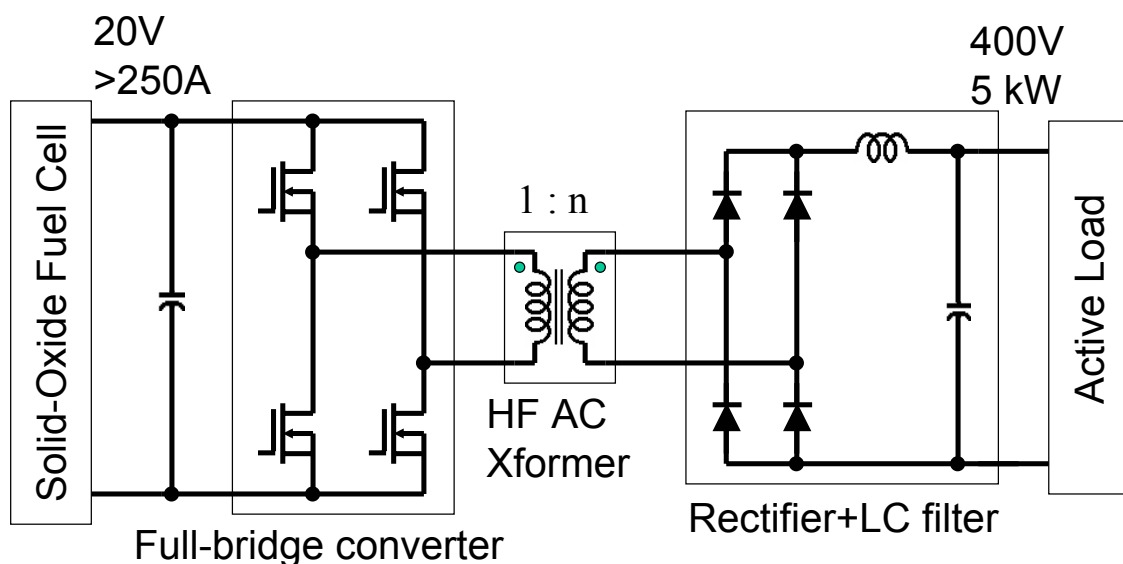 20V
>250A
400V
5 kW
Solid-Oxide Fuel Cell
1 : n
HF AC
Xformer
Active Load
Full-bridge converter
Rectifier+LC filter